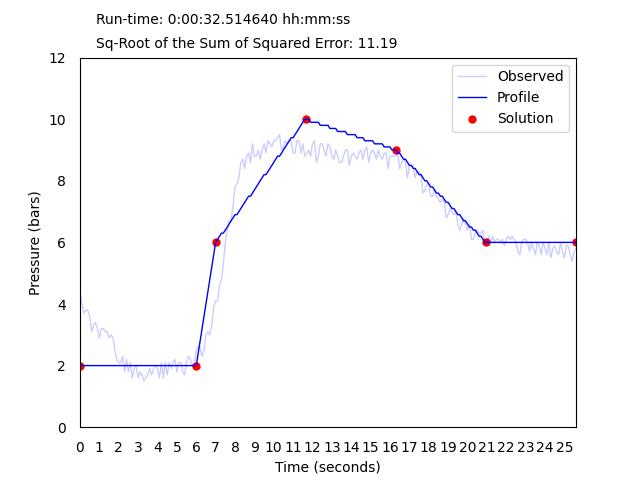 Run-time: 0:00:32.514640 hh:mm:ss
Sq-Root of the Sum of Squared Error: 11.19
12
10
8
6
4
2
0
Pressure (bars)
Observed
Profile
Solution
0 1 2 3 4 5 6 7 8 9 10 11 12 13 14 15 16 17 18 19 20 21 22 23 24 25
Time (seconds)